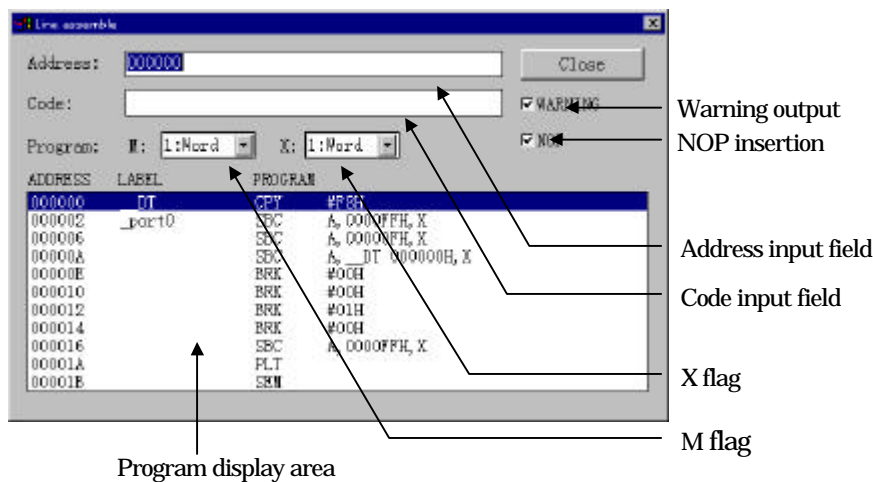 Line assemble
Address: 000000 Close
Code: WARNING Warning output
NOP insertion
Program: M: 1:Word X: 1:Word NOP
ADDRESS LABEL PROGRAM
000000 __DT CPY #F8H
000002 _port0 SBC A, 0000FFH, X
000006 SBC A, 00000FFH, X
00000A SBC A, __DT 000000H, X
00000E BRK #00H
000010 BRK #00H
000012 BRK #01H
000014 BRK #00H
000016 SBC A, 0000FFH, X
00001A PLT
00001B SEM
Address input field
Code input field
X flag
M flag
Program display area